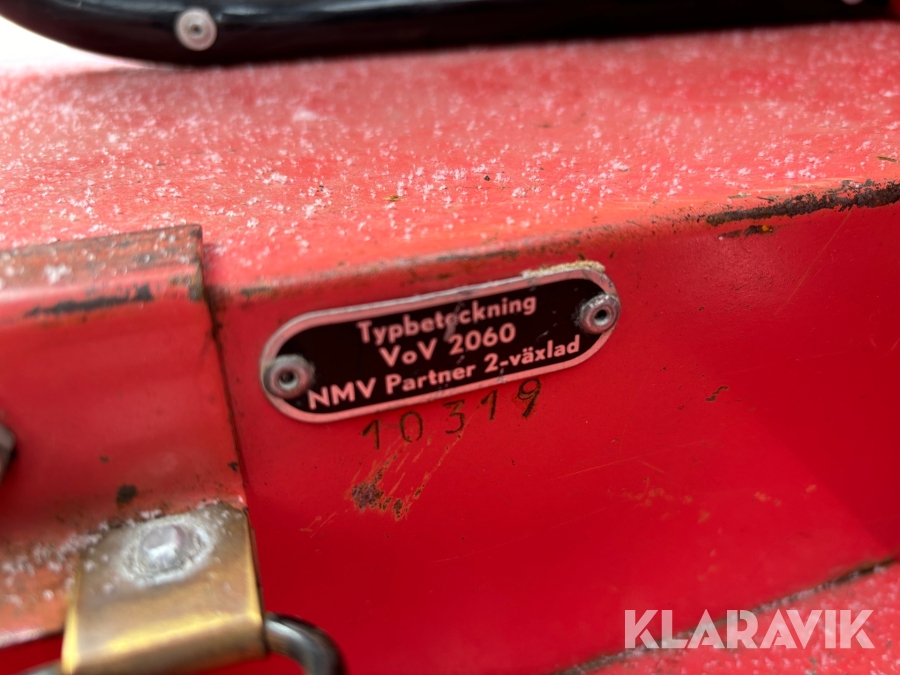 Typbeteckning
VoV 2060
NMV Partner 2-växlad
10319
KLARAVIK